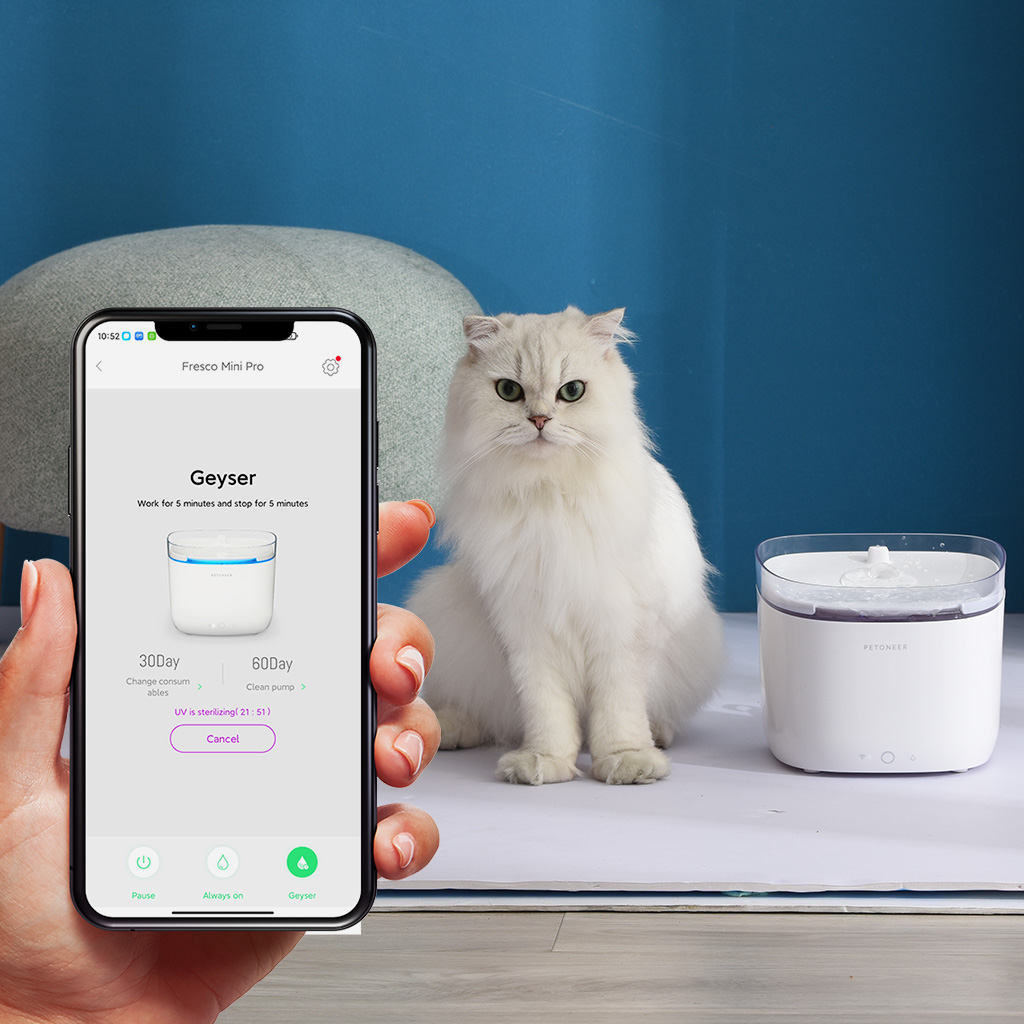 10:52
Fresco Mini Pro
Geyser
Work for 5 minutes and stop for 5 minutes
PETONEER
30Day
60Day
Change consum
ables >
Clean pump >
UV is sterilizing( 21 : 51 )
Cancel
Pause
Always on
Geyser
PETONEER